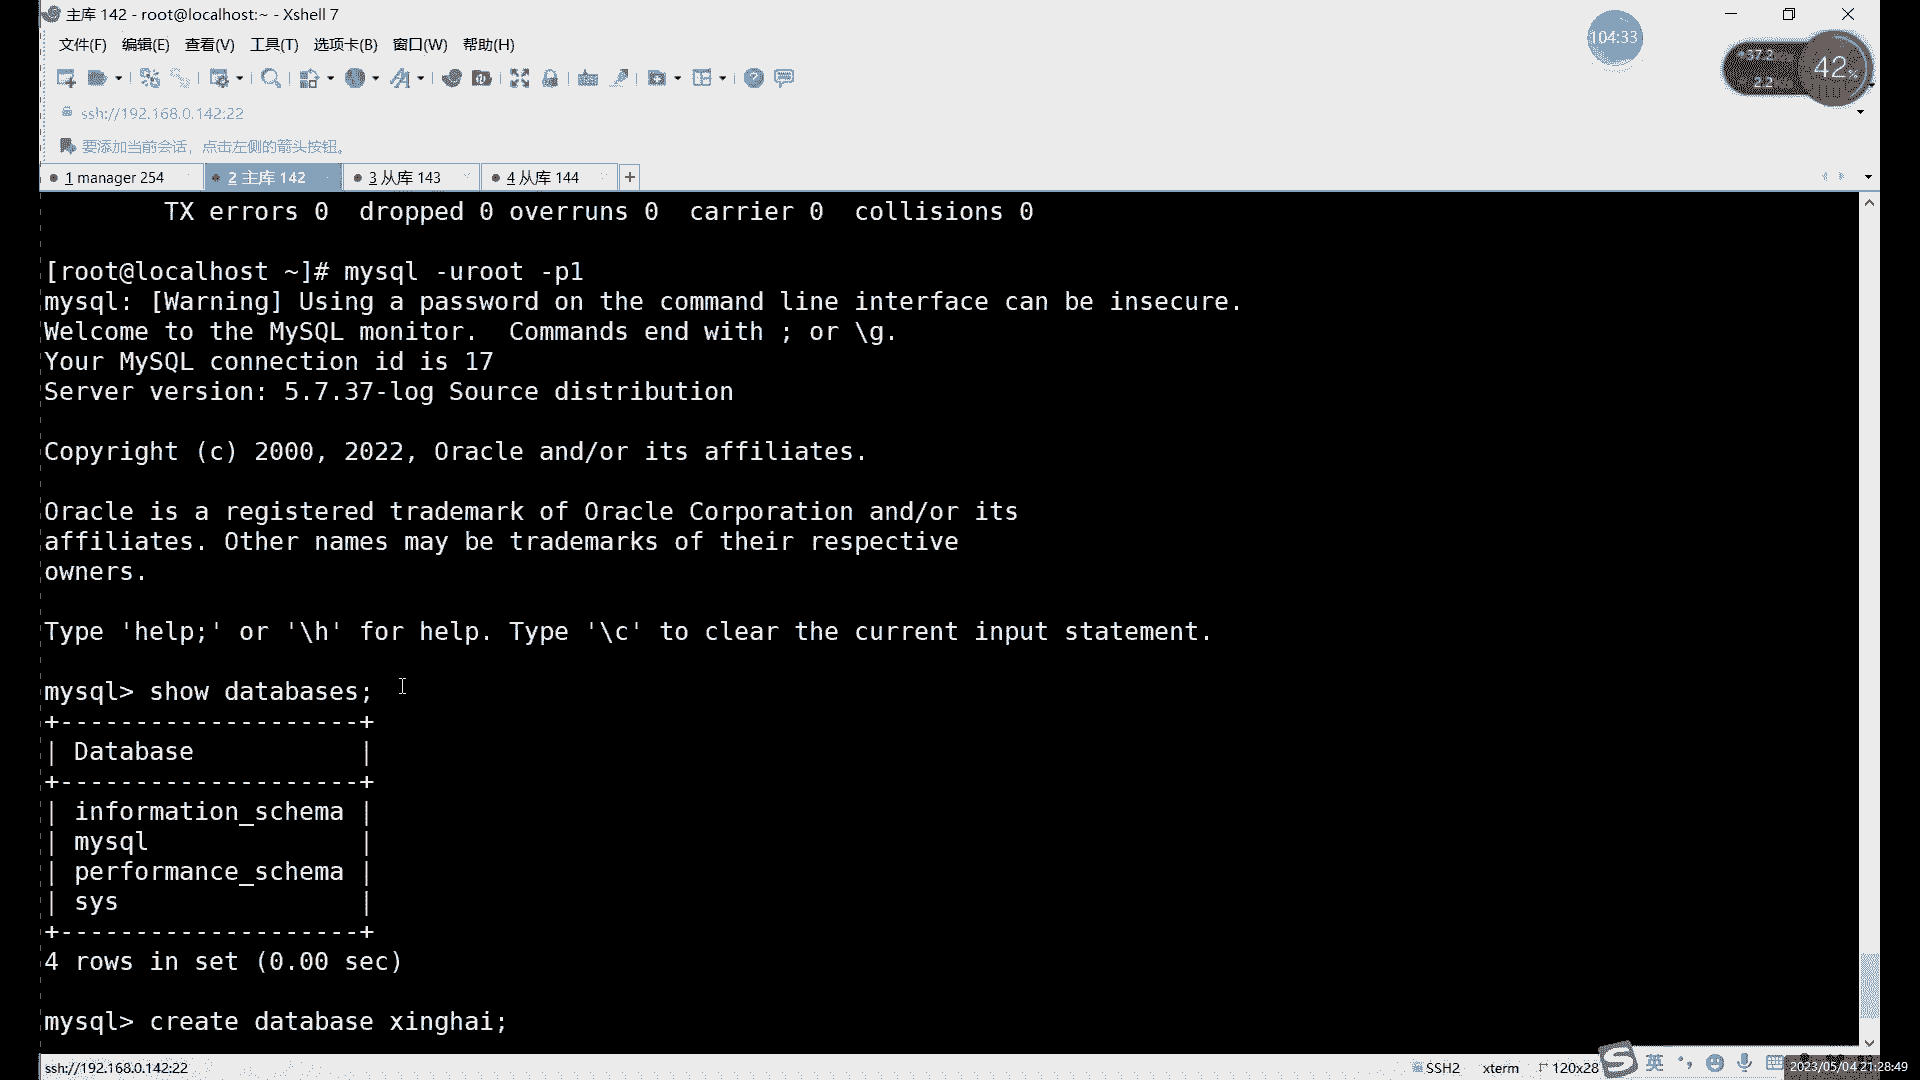 主库 142 - root@localhost:~ - Xshell 7
104:33
文件(F) 编辑(E) 查看(V) 工具(T) 选项卡(B) 窗口(W) 帮助(H)
42%
2.2
ssh://192.168.0.142:22
要添加当前会话，点击左侧的箭头按钮。
1 manager 254
2 主库 142
3 从库 143
4 从库 144
TX errors 0  dropped 0 overruns 0  carrier 0  collisions 0
[root@localhost ~]# mysql -uroot -p1
mysql: [Warning] Using a password on the command line interface can be insecure.
Welcome to the MySQL monitor.  Commands end with ; or \g.
Your MySQL connection id is 17
Server version: 5.7.37-log Source distribution
Copyright (c) 2000, 2022, Oracle and/or its affiliates.
Oracle is a registered trademark of Oracle Corporation and/or its
affiliates. Other names may be trademarks of their respective
owners.
Type 'help;' or '\h' for help. Type '\c' to clear the current input statement.
mysql> show databases;
+--------------------+
| Database           |
+--------------------+
| information_schema |
| mysql              |
| performance_schema |
| sys                |
+--------------------+
4 rows in set (0.00 sec)
mysql> create database xinghai;
ssh://192.168.0.142:22
SSH2
xterm
120x28
英
2023/05/04 21:28:49